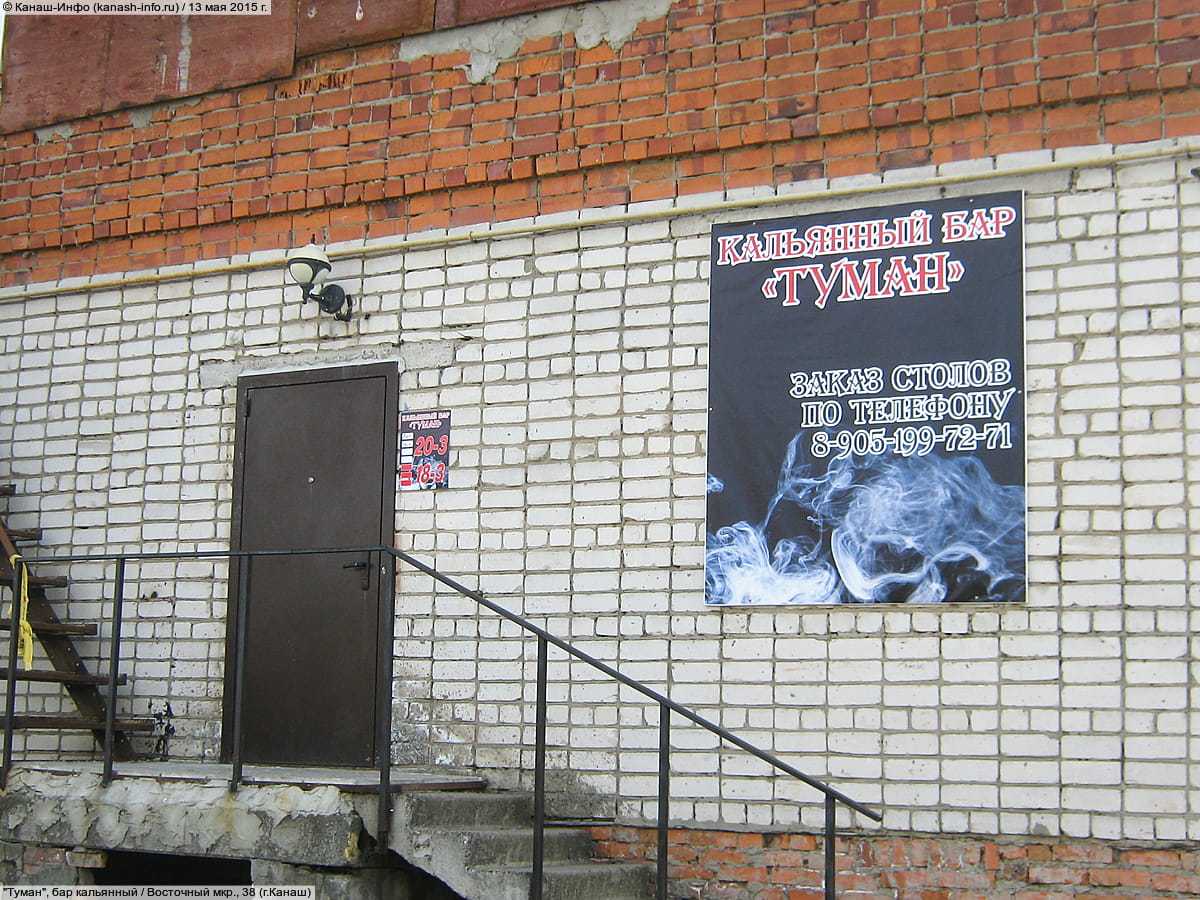 © Канаш-Инфо (kanash-info.ru) / 13 мая 2015 г.
КАЛЬЯННЫЙ БАР
«ТУМАН»
ЗАКАЗ СТОЛОВ
ПО ТЕЛЕФОНУ
8-905-199-72-71
КАЛЬЯННЫЙ БАР
«ТУМАН»
20-3
18-3
"Туман", бар кальянный / Восточный мкр., 38 (г.Канаш)